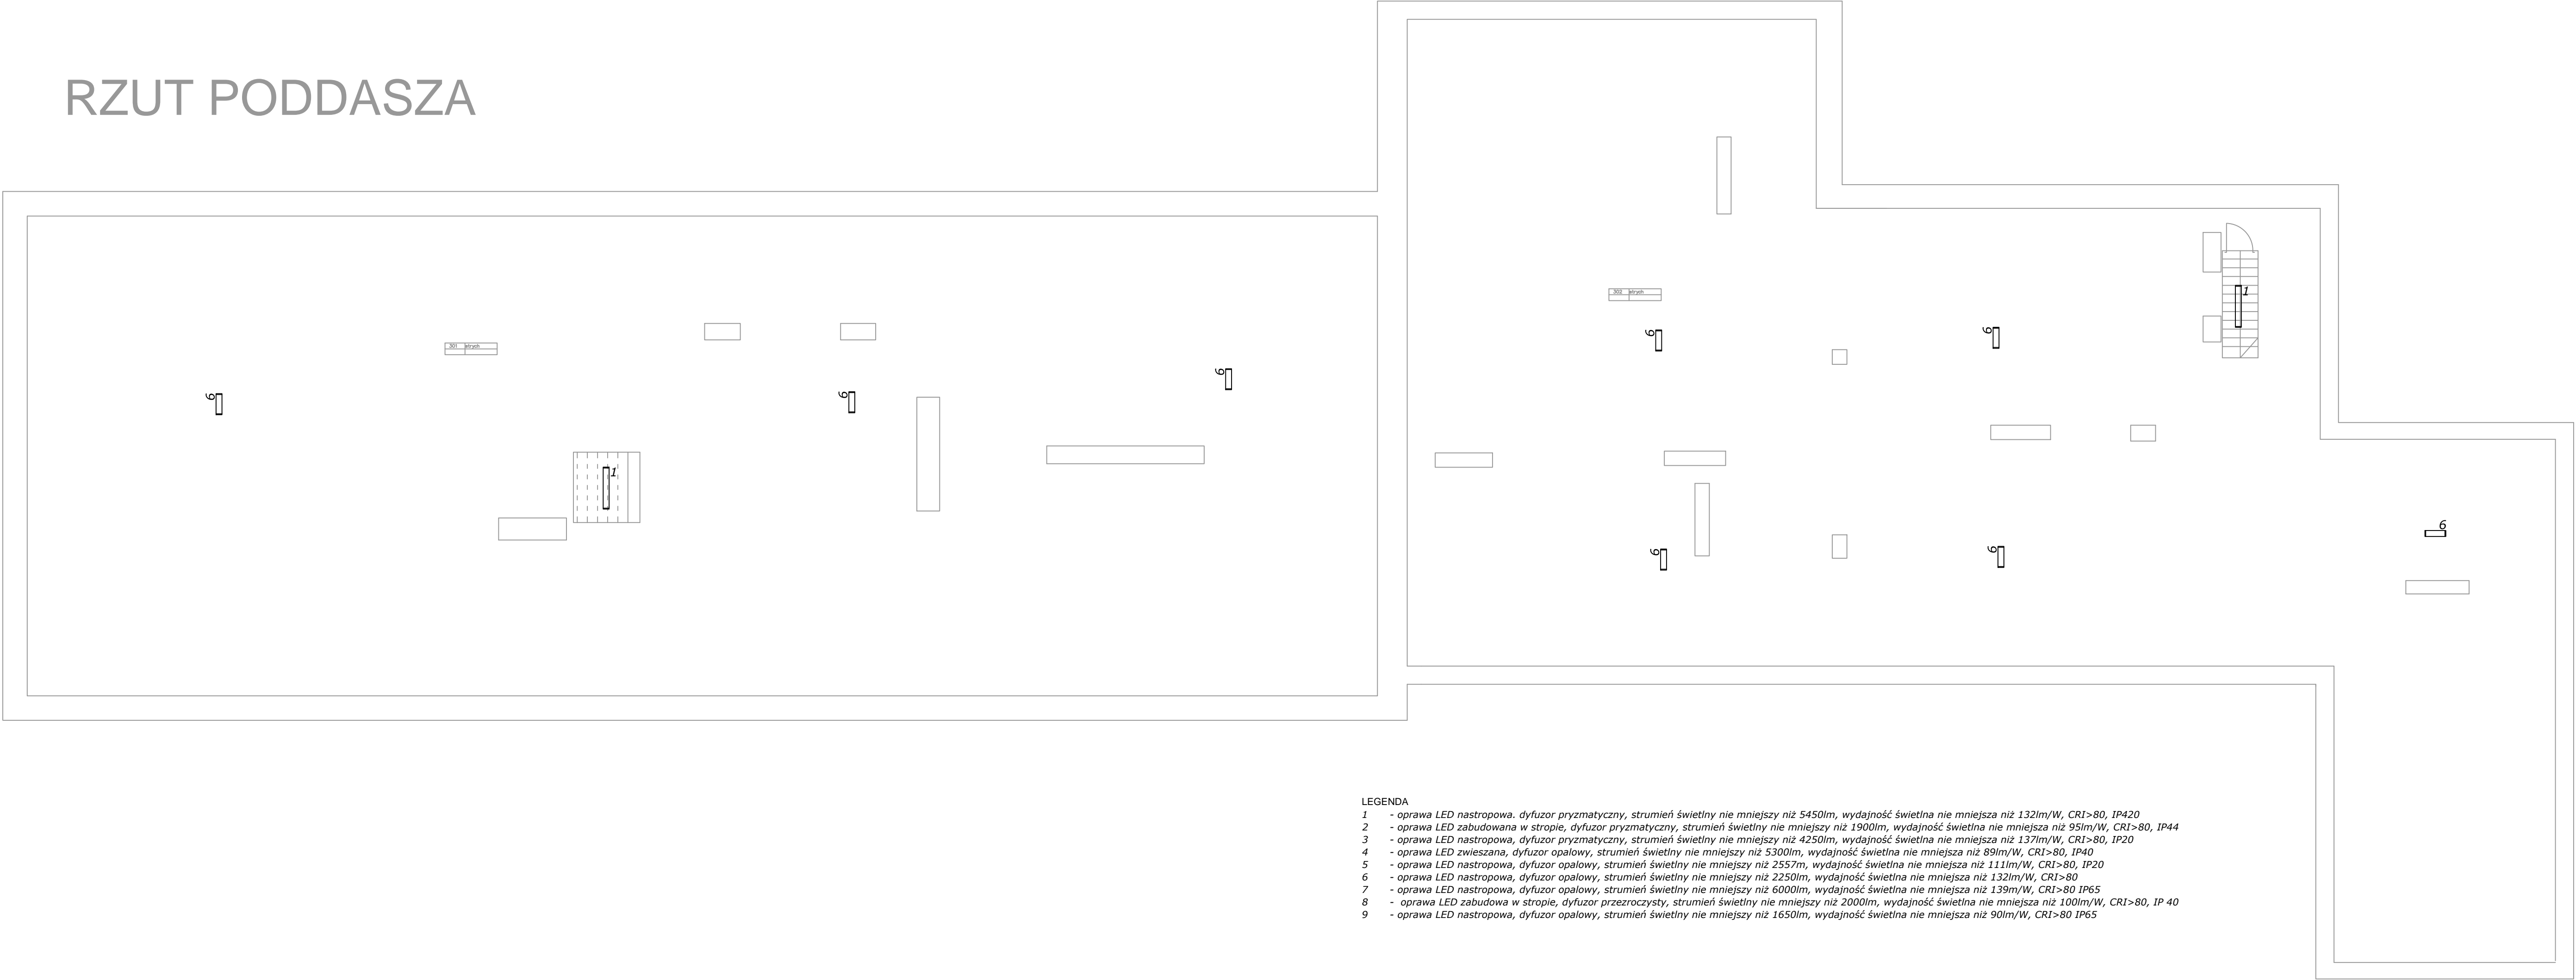 RZUT PODDASZA
302 strych
1
6
6
301 strych
6
6
6
1
6
6
6
LEGENDA
1 - oprawa LED nastropowa. dyfuzor pryzmatyczny, strumień świetlny nie mniejszy niż 5450lm, wydajność świetlna nie mniejsza niż 132lm/W, CRI>80, IP420
2 - oprawa LED zabudowana w stropie, dyfuzor pryzmatyczny, strumień świetlny nie mniejszy niż 1900lm, wydajność świetlna nie mniejsza niż 95lm/W, CRI>80, IP44
3 - oprawa LED nastropowa, dyfuzor pryzmatyczny, strumień świetlny nie mniejszy niż 4250lm, wydajność świetlna nie mniejsza niż 137lm/W, CRI>80, IP20
4 - oprawa LED zwieszana, dyfuzor opalowy, strumień świetlny nie mniejszy niż 5300lm, wydajność świetlna nie mniejsza niż 89lm/W, CRI>80, IP40
5 - oprawa LED nastropowa, dyfuzor opalowy, strumień świetlny nie mniejszy niż 2557m, wydajność świetlna nie mniejsza niż 111lm/W, CRI>80, IP20
6 - oprawa LED nastropowa, dyfuzor opalowy, strumień świetlny nie mniejszy niż 2250lm, wydajność świetlna nie mniejsza niż 132lm/W, CRI>80
7 - oprawa LED nastropowa, dyfuzor opalowy, strumień świetlny nie mniejszy niż 6000lm, wydajność świetlna nie mniejsza niż 139m/W, CRI>80 IP65
8 - oprawa LED zabudowa w stropie, dyfuzor przezroczysty, strumień świetlny nie mniejszy niż 2000lm, wydajność świetlna nie mniejsza niż 100lm/W, CRI>80, IP 40
9 - oprawa LED nastropowa, dyfuzor opalowy, strumień świetlny nie mniejszy niż 1650lm, wydajność świetlna nie mniejsza niż 90lm/W, CRI>80 IP65